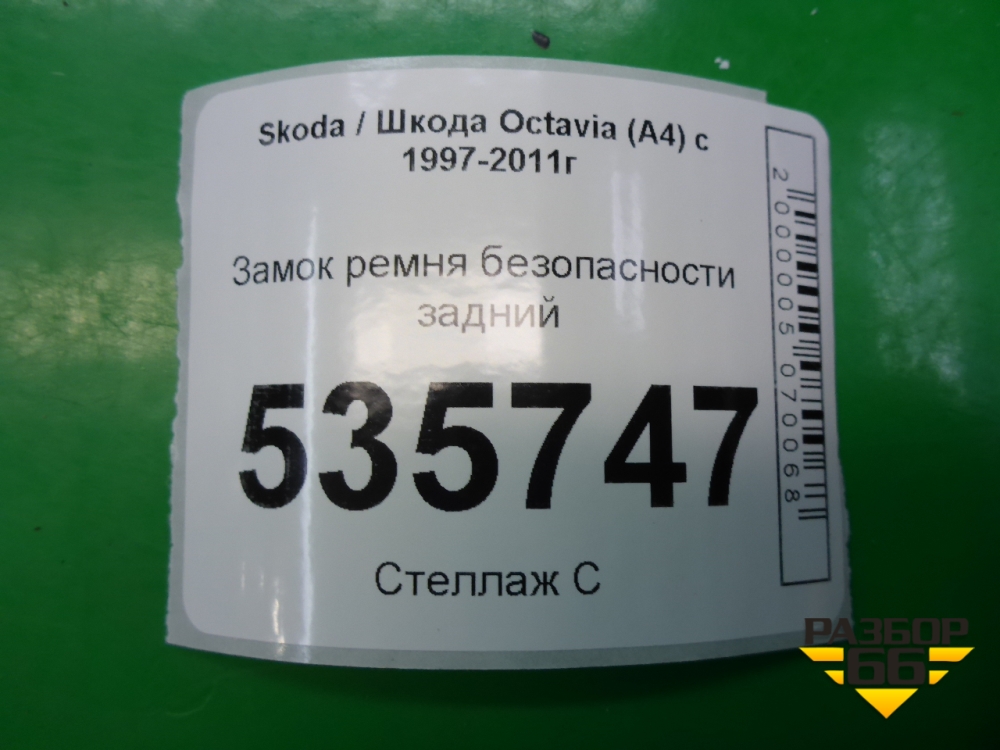 Skoda / Шкода Octavia (A4) с
1997-2011г
Замок ремня безопасности
задний
535747
Стеллаж С
2000005070068
РАЗБОР
66